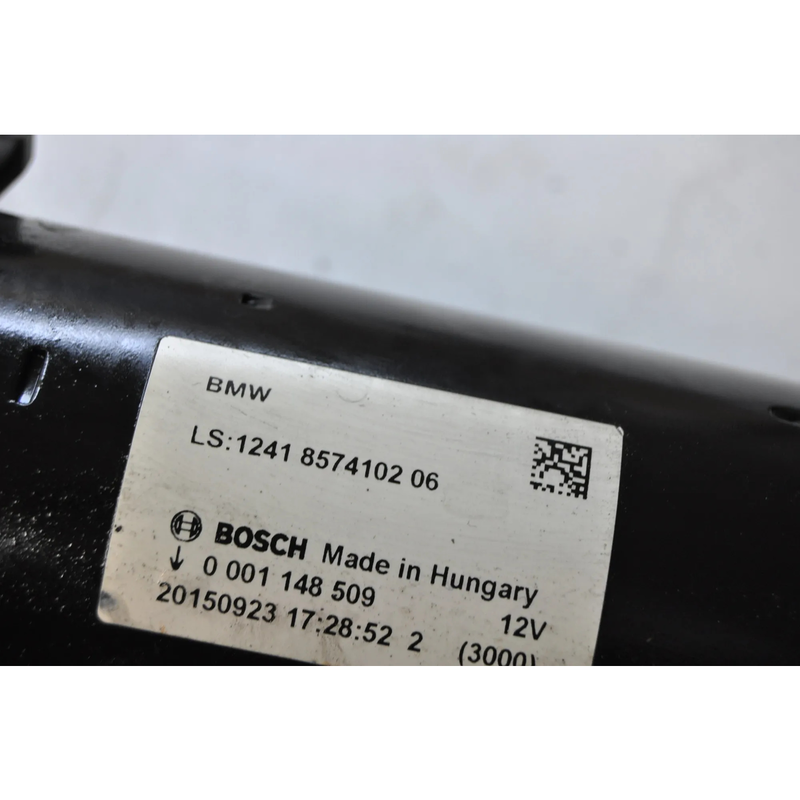 BMW
LS:1241 8574102 06
BOSCH Made in Hungary
↓ 0 001 148 509 12V
20150923 17:28:52 2 (3000)